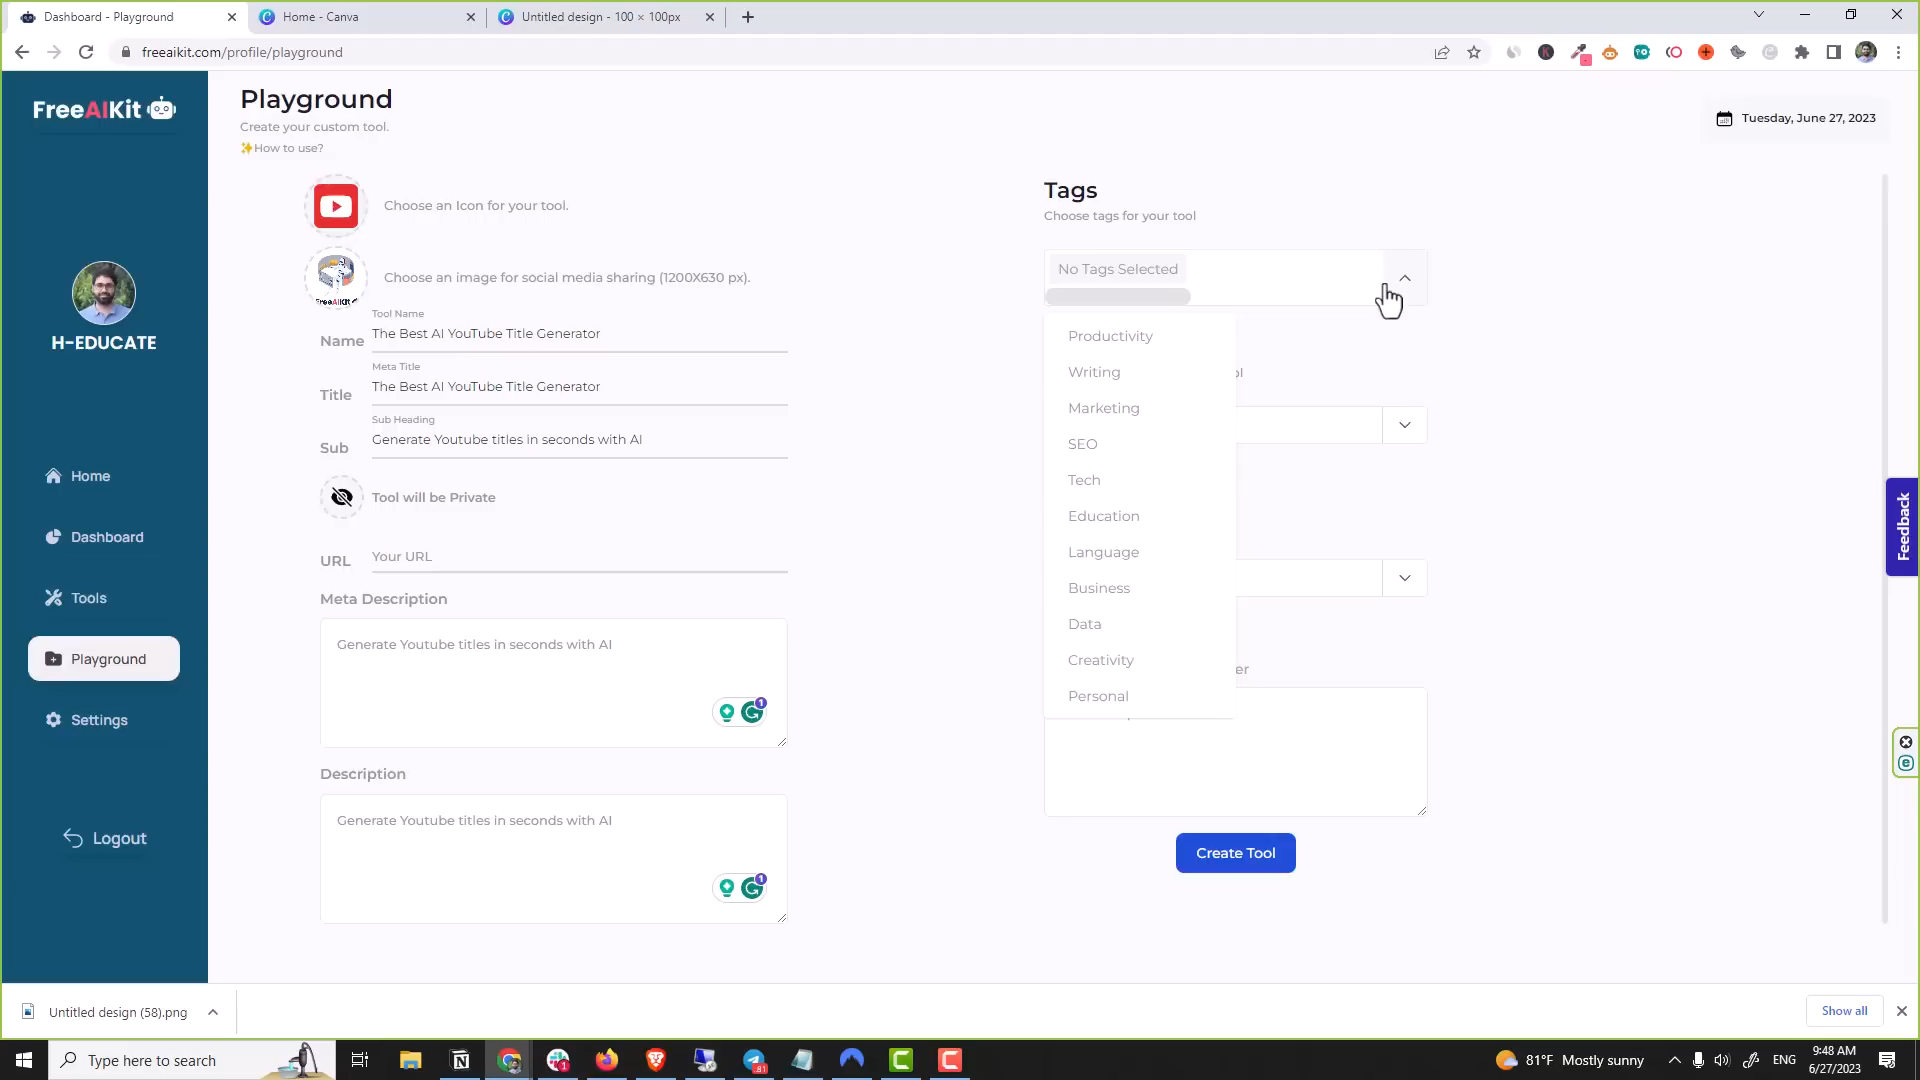 Dashboard - Playground
Home - Canva
Untitled design - 100 × 100px
freeaikit.com/profile/playground
FreeAIKit
Playground
Create your custom tool.
✨How to use?
Tuesday, June 27, 2023
Choose an Icon for your tool.
Choose an image for social media sharing (1200X630 px).
FreeAIKit
Tool Name
Name The Best AI YouTube Title Generator
Meta Title
Title The Best AI YouTube Title Generator
Sub Heading
Sub Generate Youtube titles in seconds with AI
Tool will be Private
URL Your URL
Meta Description
Generate Youtube titles in seconds with AI
1
Description
Generate Youtube titles in seconds with AI
1
H-EDUCATE
Home
Dashboard
Tools
Playground
Settings
Logout
Tags
Choose tags for your tool
No Tags Selected
Productivity
Writing
Marketing
SEO
Tech
Education
Language
Business
Data
Creativity
Personal
ol
er
Create Tool
Feedback
Untitled design (58).png
Show all
Type here to search
81°F Mostly sunny
ENG
9:48 AM
6/27/2023